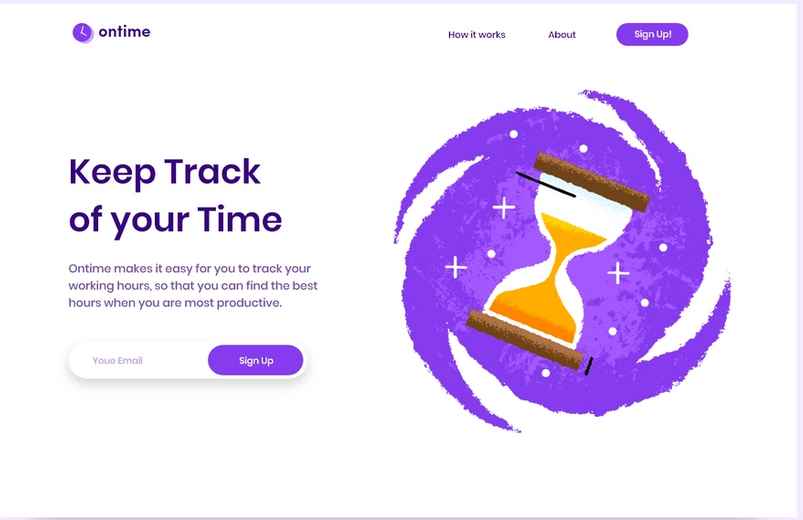 ontime
How it works
About
Sign Up!
Keep Track
of your Time
Ontime makes it easy for you to track your
working hours, so that you can find the best
hours when you are most productive.
Youe Email
Sign Up